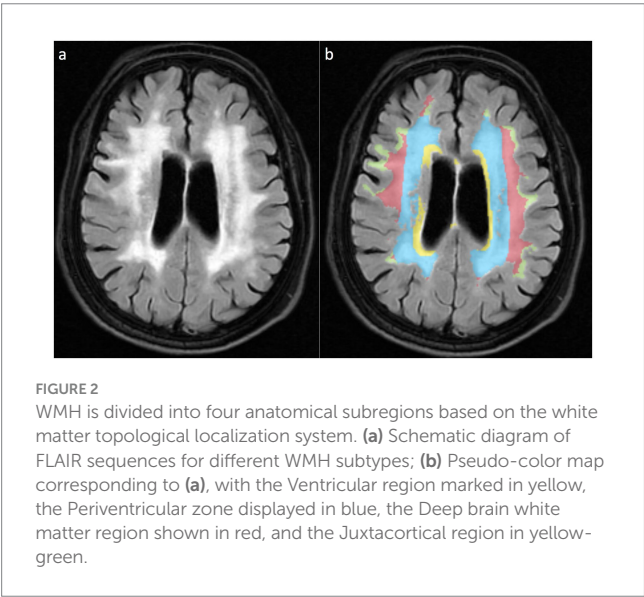 a
b
FIGURE 2
WMH is divided into four anatomical subregions based on the white
matter topological localization system. (a) Schematic diagram of
FLAIR sequences for different WMH subtypes; (b) Pseudo-color map
corresponding to (a), with the Ventricular region marked in yellow,
the Periventricular zone displayed in blue, the Deep brain white
matter region shown in red, and the Juxtacortical region in yellow-
green.